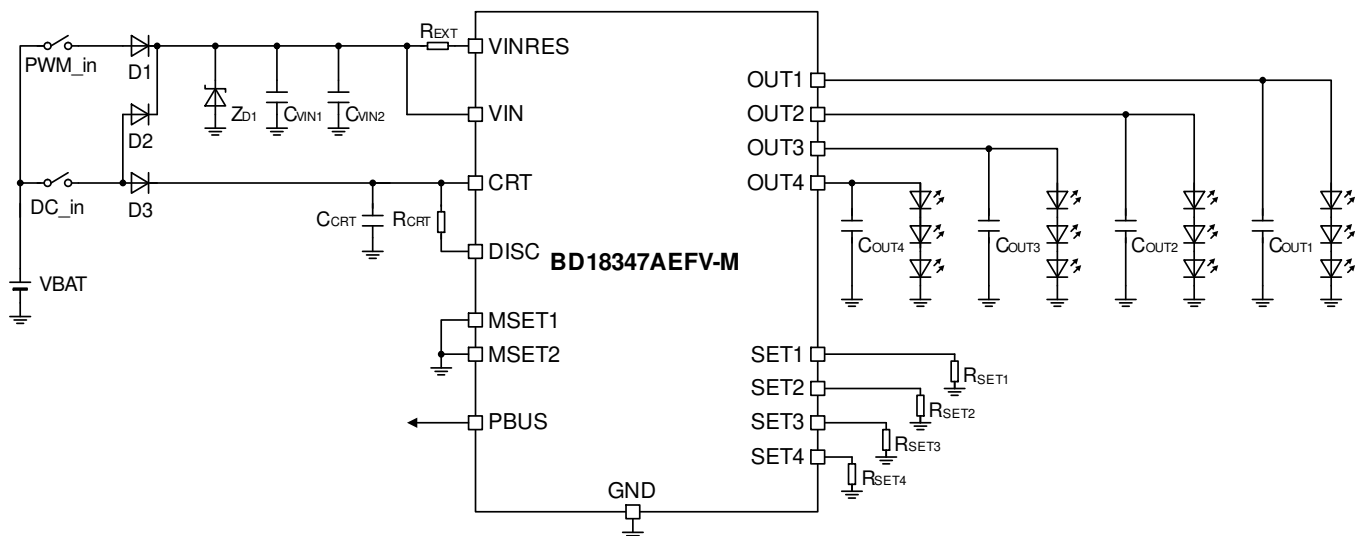 PWM_in
D1
D2
DC_in
D3
VBAT
ZD1
CVIN1
CVIN2
REXT
CCRT
RCRT
VINRES
VIN
CRT
DISC
MSET1
MSET2
PBUS
BD18347AEFV-M
GND
OUT1
OUT2
OUT3
OUT4
SET1
SET2
SET3
SET4
COUT4
COUT3
COUT2
COUT1
RSET1
RSET2
RSET3
RSET4